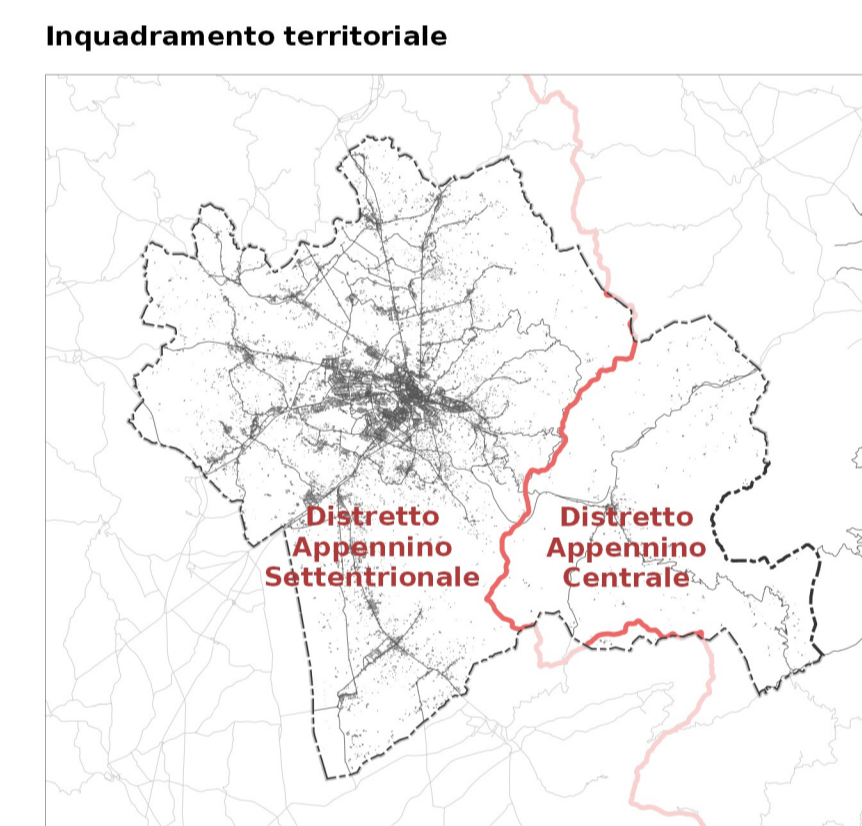 Inquadramento territoriale
Distretto
Appennino
Settentrionale
Distretto
Appennino
Centrale